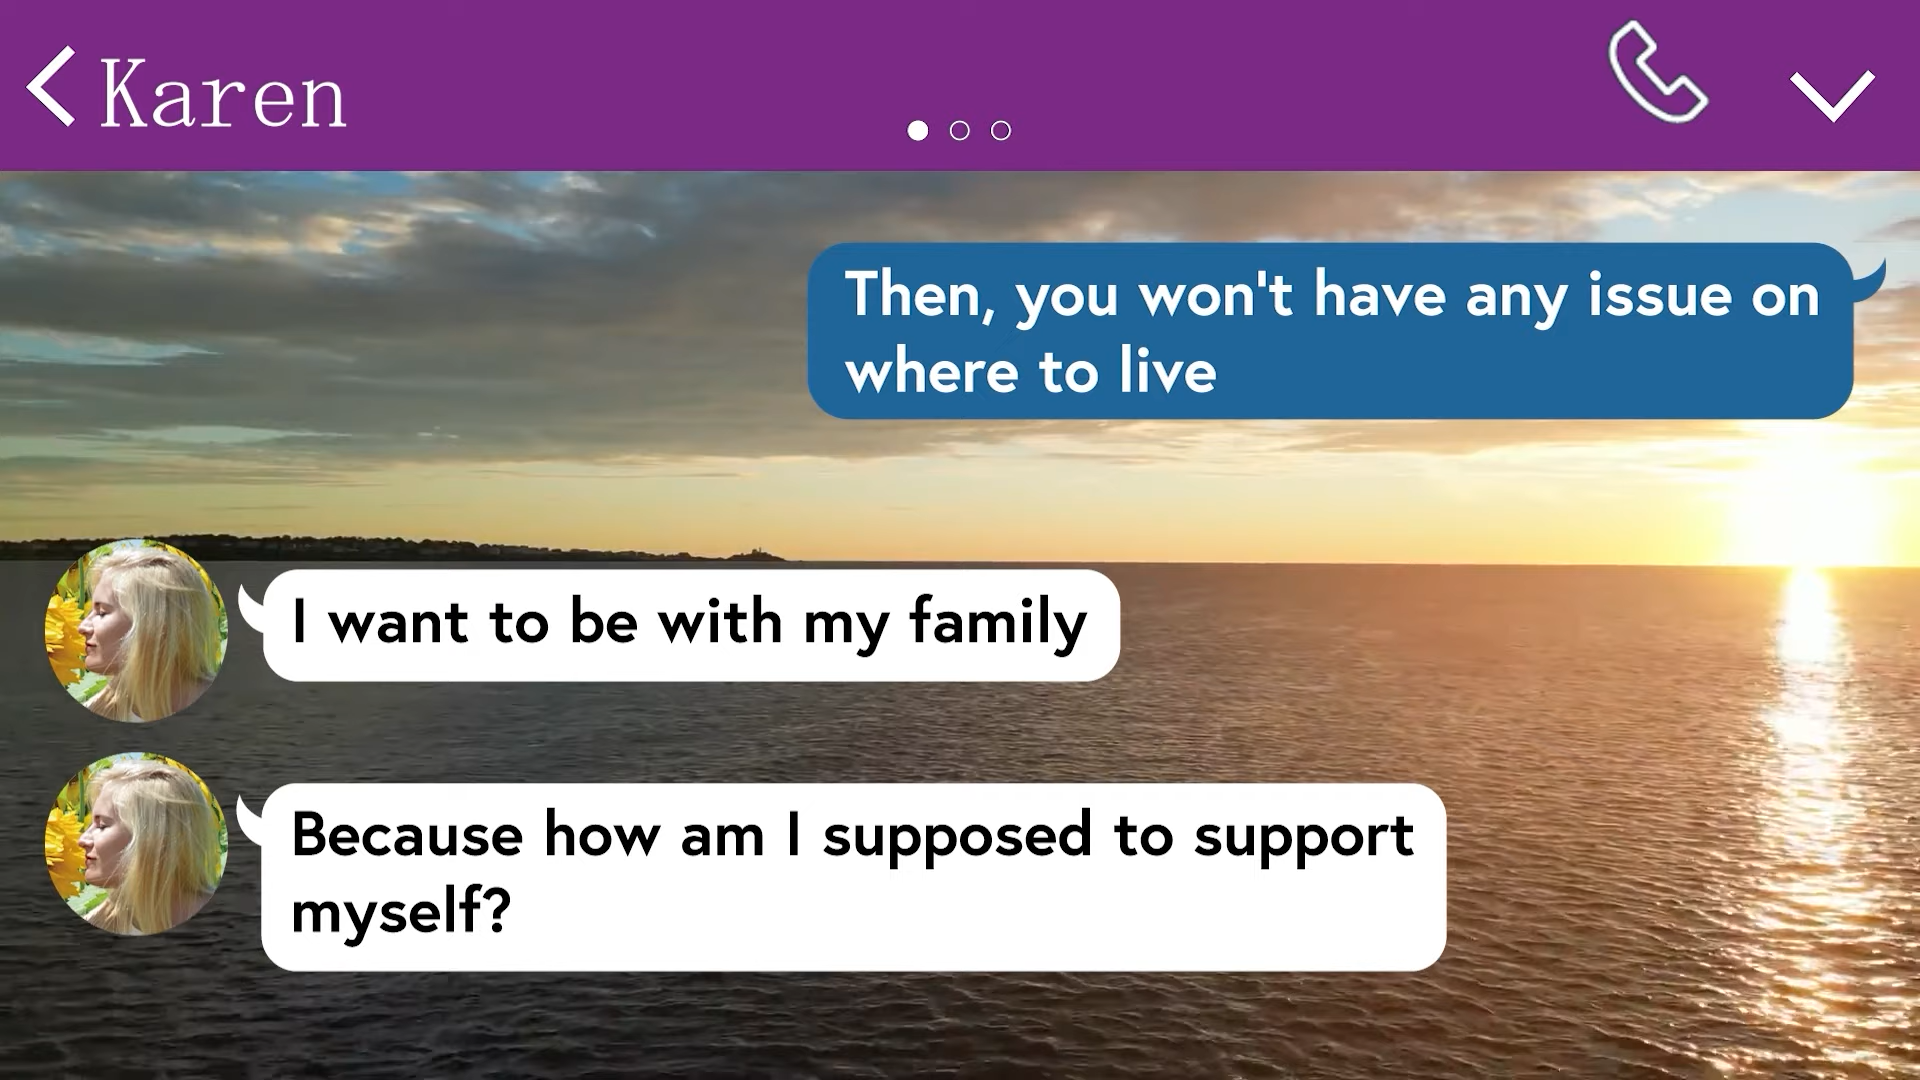 Karen
Then, you won't have any issue on
where to live
I want to be with my family
Because how am I supposed to support
myself?